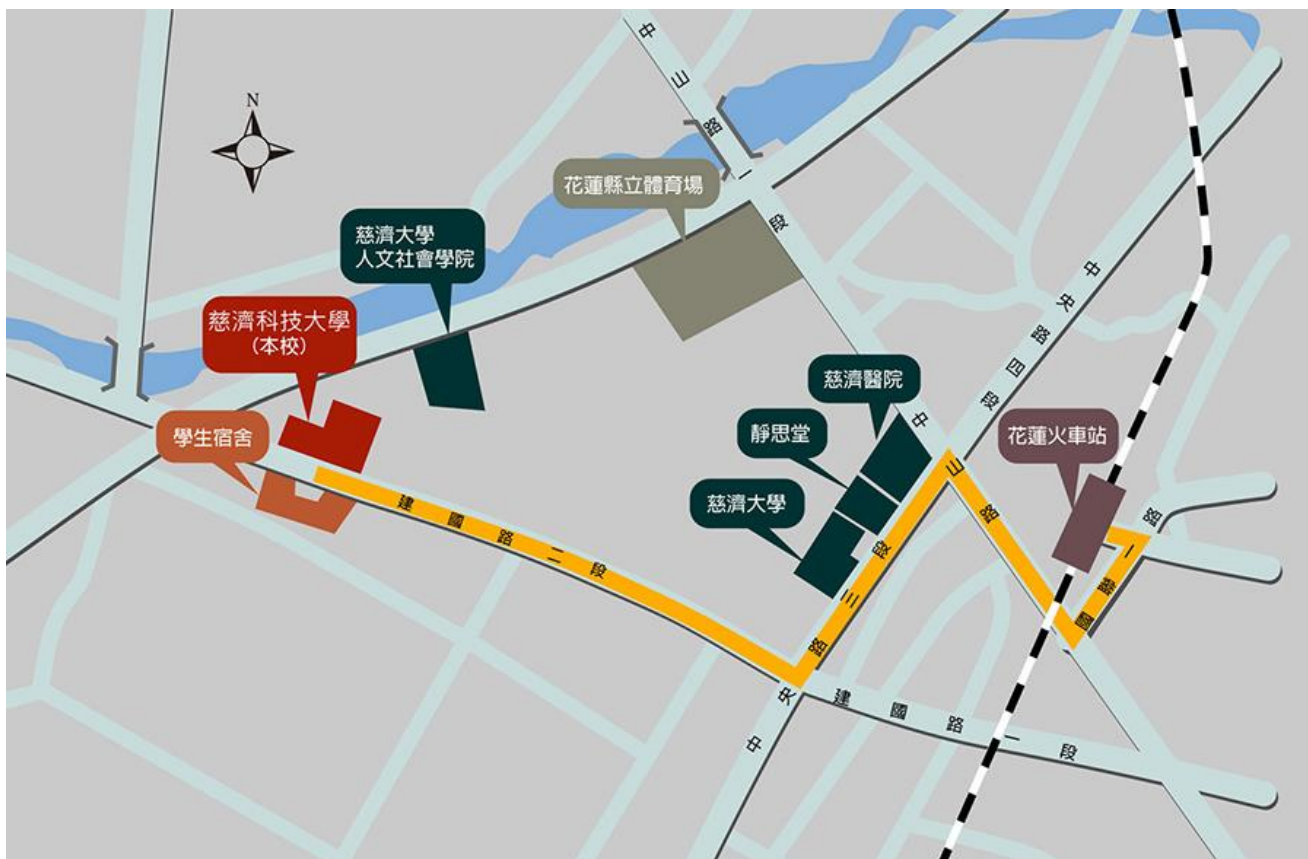 N
中山路一段
花蓮縣立體育場
慈濟大學
人文社會學院
慈濟科技大學
(本校)
學生宿舍
慈濟醫院
靜思堂
慈濟大學
花蓮火車站
中央路四段
中山路
國聯一路
建國路二段
中央路三段
建國路一段